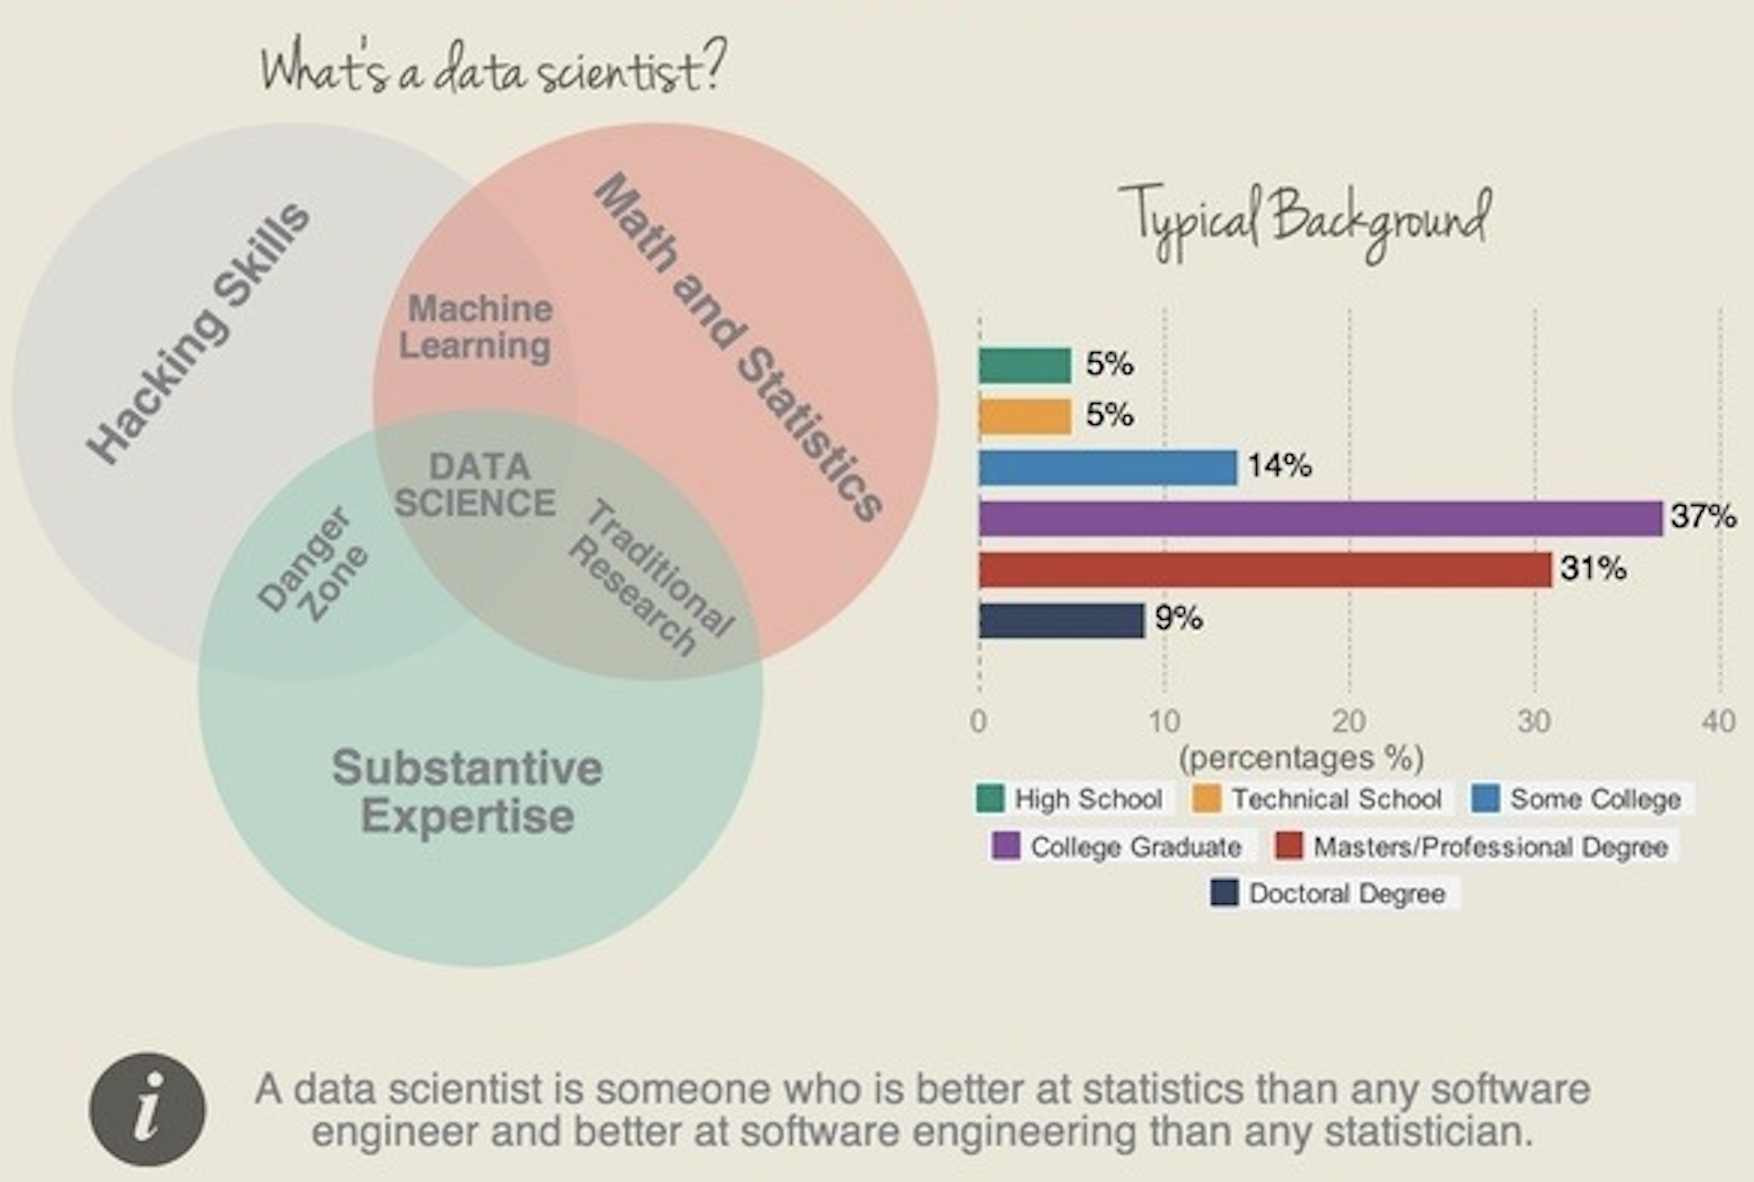 What's a data scientist?
Hacking Skills
Math and Statistics
Machine
Learning
DATA
SCIENCE
Danger
Zone
Traditional
Research
Substantive
Expertise
Typical Background
5%
5%
14%
37%
31%
9%
0 10 20 30 40
(percentages %)
High School Technical School Some College
College Graduate Masters/Professional Degree
Doctoral Degree
i
A data scientist is someone who is better at statistics than any software
engineer and better at software engineering than any statistician.